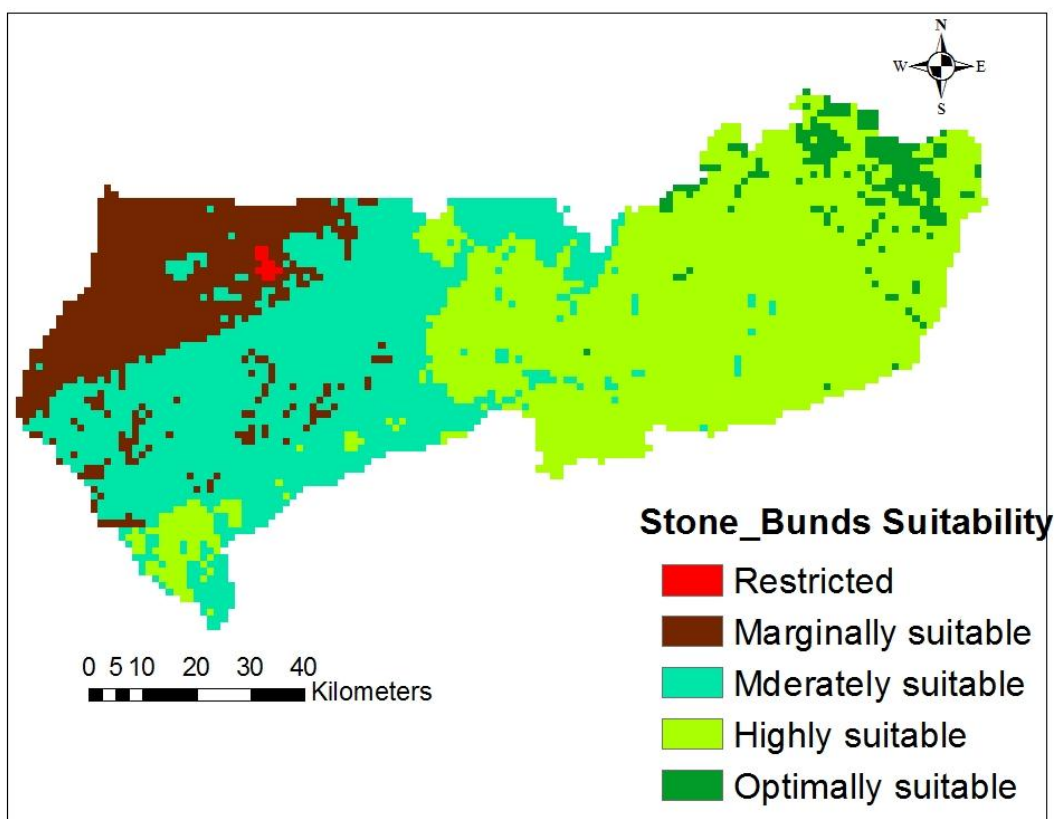 N
W E
S
Stone_Bunds Suitability
Restricted
Marginally suitable
Mderately suitable
Highly suitable
Optimally suitable
0 5 10 20 30 40
Kilometers